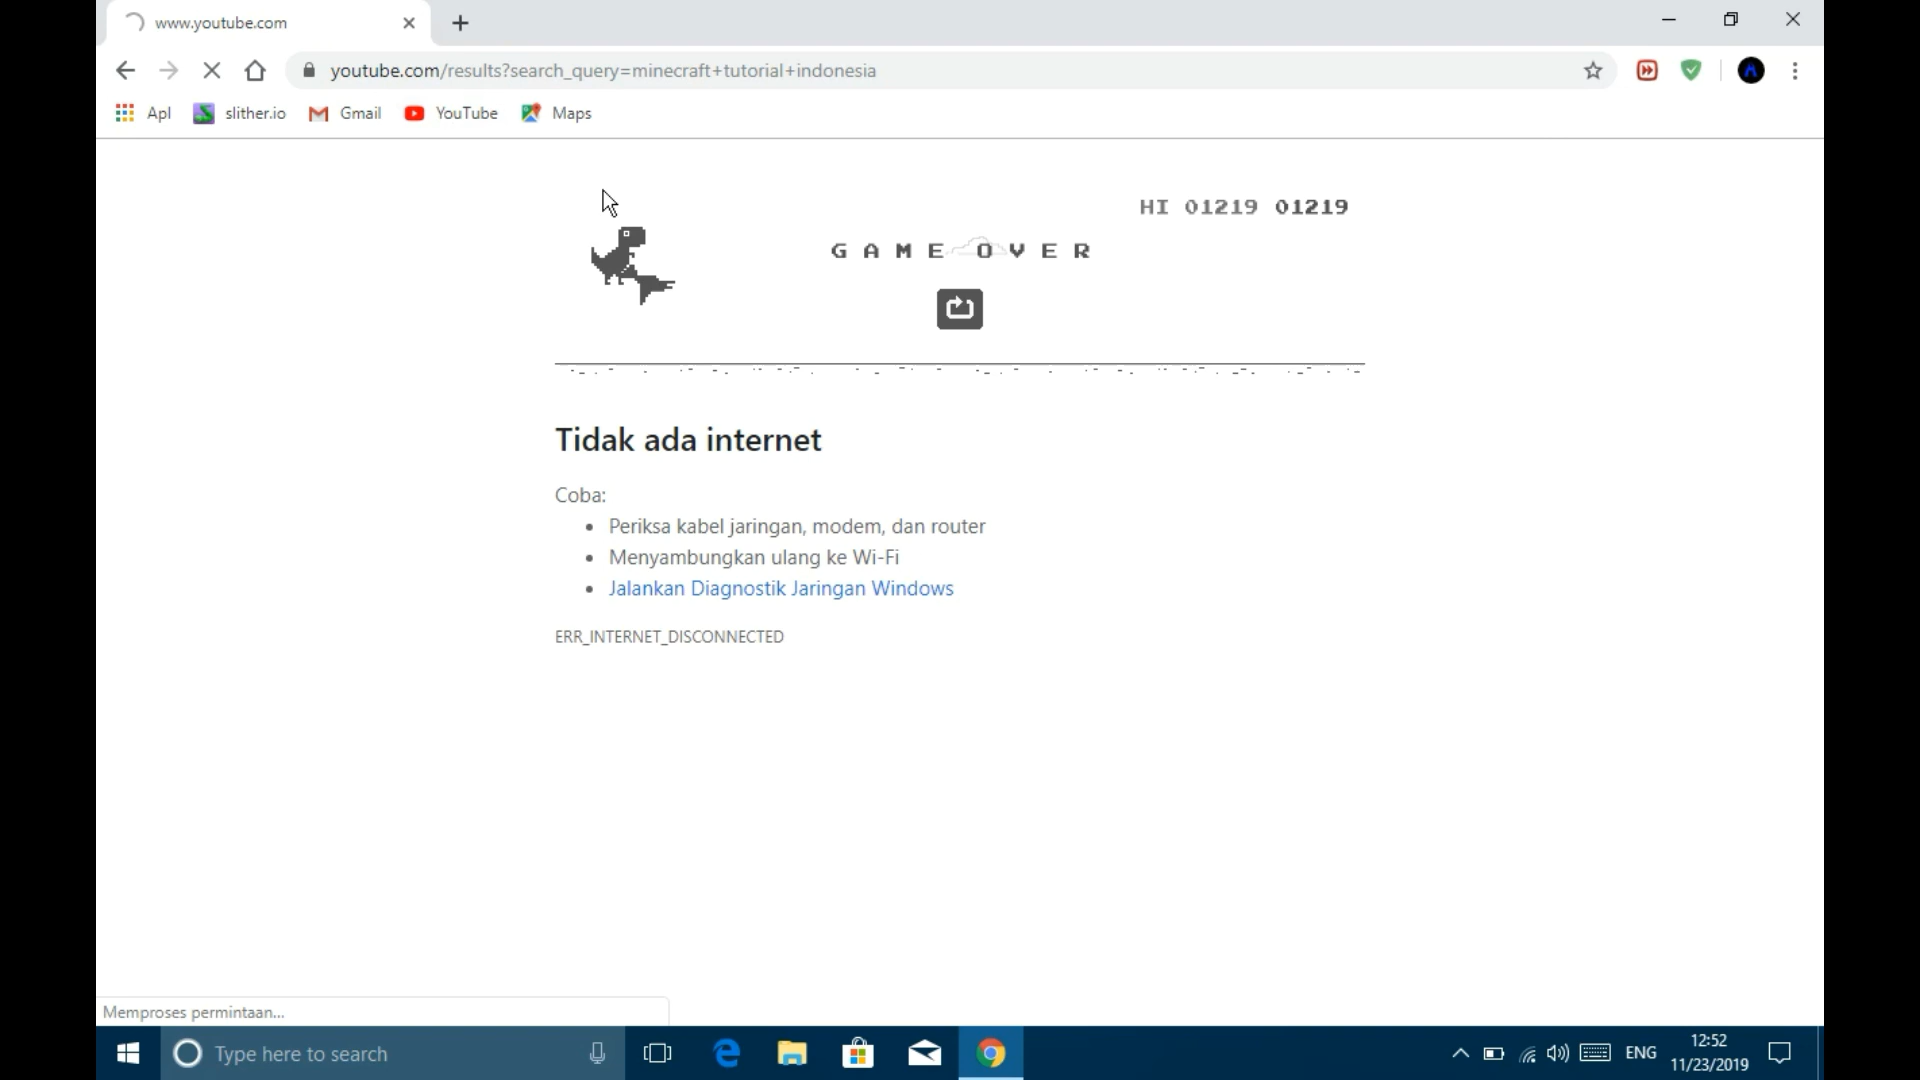 www.youtube.com
youtube.com/results?search_query=minecraft+tutorial+indonesia
Apl slither.io Gmail YouTube Maps
HI 01219 01219
GAME OVER
Tidak ada internet
Coba:
Periksa kabel jaringan, modem, dan router
Menyambungkan ulang ke Wi-Fi
Jalankan Diagnostik Jaringan Windows
ERR_INTERNET_DISCONNECTED
Memproses permintaan...
Type here to search
ENG
12:52
11/23/2019